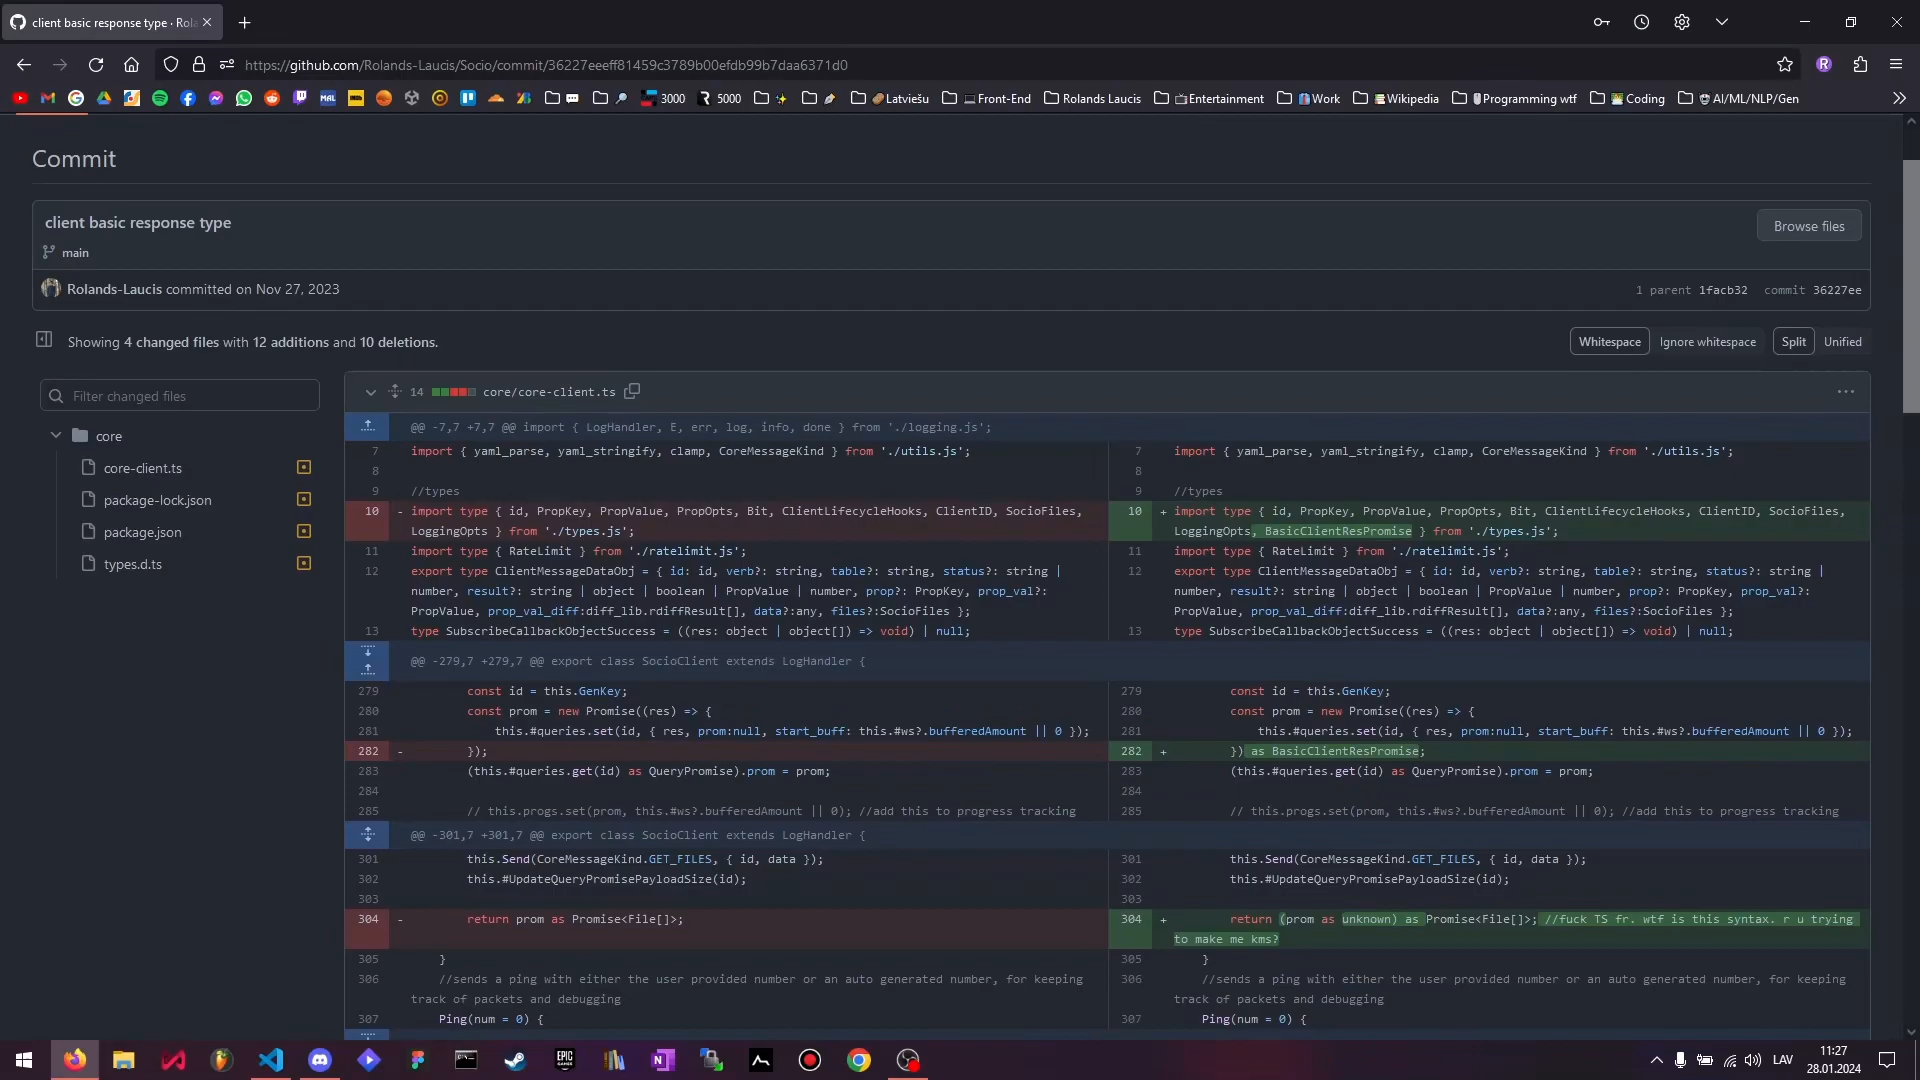 client basic response type · Rola
https://github.com/Rolands-Laucis/Socio/commit/36227eeeff81459c3789b00efdb99b7daa6371d0
3000
5000
Latviešu
Front-End
Rolands Laucis
Entertainment
Work
Wikipedia
Programming wtf
Coding
AI/ML/NLP/Gen
Commit
client basic response type
Browse files
main
Rolands-Laucis committed on Nov 27, 2023
1 parent 1facb32 commit 36227ee
Showing 4 changed files with 12 additions and 10 deletions.
Whitespace
Ignore whitespace
Split
Unified
Filter changed files
core
core-client.ts
package-lock.json
package.json
types.d.ts
14 core/core-client.ts
@@ -7,7 +7,7 @@ import { LogHandler, E, err, log, info, done } from './logging.js';
7 import { yaml_parse, yaml_stringify, clamp, CoreMessageKind } from './utils.js';
8
9 //types
10 - import type { id, PropKey, PropValue, PropOpts, Bit, ClientLifecycleHooks, ClientID, SocioFiles,
LoggingOpts } from './types.js';
11 import type { RateLimit } from './ratelimit.js';
12 export type ClientMessageDataObj = { id: id, verb?: string, table?: string, status?: string |
number, result?: string | object | boolean | PropValue | number, prop?: PropKey, prop_val?:
PropValue, prop_val_diff:diff_lib.rdiffResult[], data?:any, files?:SocioFiles };
13 type SubscribeCallbackObjectSuccess = ((res: object | object[]) => void) | null;
@@ -279,7 +279,7 @@ export class SocioClient extends LogHandler {
279 const id = this.GenKey;
280 const prom = new Promise((res) => {
281 this.#queries.set(id, { res, prom:null, start_buff: this.#ws?.bufferedAmount || 0 });
282 - });
283 (this.#queries.get(id) as QueryPromise).prom = prom;
284
285 // this.progs.set(prom, this.#ws?.bufferedAmount || 0); //add this to progress tracking
@@ -301,7 +301,7 @@ export class SocioClient extends LogHandler {
301 this.Send(CoreMessageKind.GET_FILES, { id, data });
302 this.#UpdateQueryPromisePayloadSize(id);
303
304 - return prom as Promise<File[]>;
305 }
306 //sends a ping with either the user provided number or an auto generated number, for keeping
track of packets and debugging
307 Ping(num = 0) {
7 import { yaml_parse, yaml_stringify, clamp, CoreMessageKind } from './utils.js';
8
9 //types
10 + import type { id, PropKey, PropValue, PropOpts, Bit, ClientLifecycleHooks, ClientID, SocioFiles,
LoggingOpts, BasicClientResPromise } from './types.js';
11 import type { RateLimit } from './ratelimit.js';
12 export type ClientMessageDataObj = { id: id, verb?: string, table?: string, status?: string |
number, result?: string | object | boolean | PropValue | number, prop?: PropKey, prop_val?:
PropValue, prop_val_diff:diff_lib.rdiffResult[], data?:any, files?:SocioFiles };
13 type SubscribeCallbackObjectSuccess = ((res: object | object[]) => void) | null;
279 const id = this.GenKey;
280 const prom = new Promise((res) => {
281 this.#queries.set(id, { res, prom:null, start_buff: this.#ws?.bufferedAmount || 0 });
282 + }) as BasicClientResPromise;
283 (this.#queries.get(id) as QueryPromise).prom = prom;
284
285 // this.progs.set(prom, this.#ws?.bufferedAmount || 0); //add this to progress tracking
301 this.Send(CoreMessageKind.GET_FILES, { id, data });
302 this.#UpdateQueryPromisePayloadSize(id);
303
304 + return (prom as unknown) as Promise<File[]>; //fuck TS fr. wtf is this syntax. r u trying
to make me kms?
305 }
306 //sends a ping with either the user provided number or an auto generated number, for keeping
track of packets and debugging
307 Ping(num = 0) {
LAV
11:27
28.01.2024